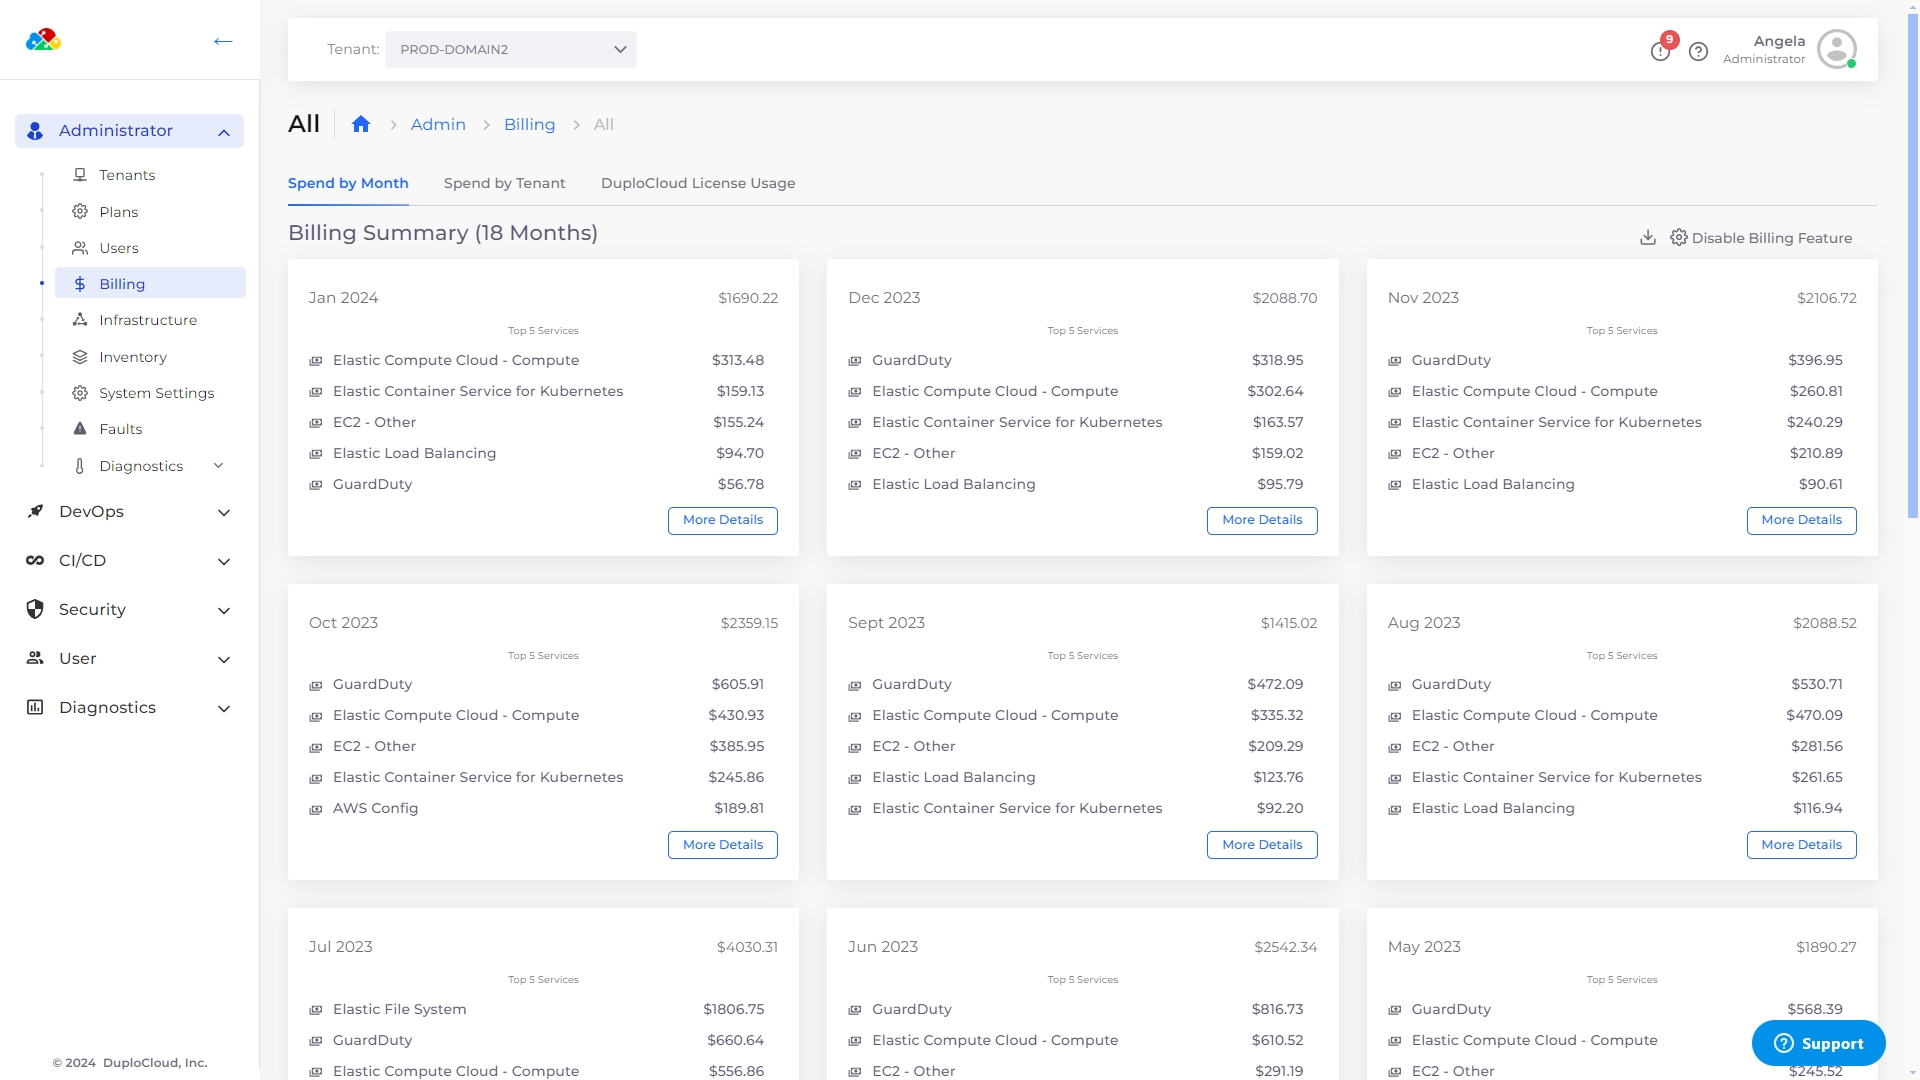 Tenant: PROD-DOMAIN2
9
Angela
Administrator
Administrator
Tenants
Plans
Users
Billing
Infrastructure
Inventory
System Settings
Faults
Diagnostics
DevOps
CI/CD
Security
User
Diagnostics
© 2024 DuploCloud, Inc.
All
Admin
Billing
All
Spend by Month
Spend by Tenant
DuploCloud License Usage
Billing Summary (18 Months)
Disable Billing Feature
Jan 2024 $1690.22
Top 5 Services
Elastic Compute Cloud - Compute $313.48
Elastic Container Service for Kubernetes $159.13
EC2 - Other $155.24
Elastic Load Balancing $94.70
GuardDuty $56.78
More Details
Dec 2023 $2088.70
Top 5 Services
GuardDuty $318.95
Elastic Compute Cloud - Compute $302.64
Elastic Container Service for Kubernetes $163.57
EC2 - Other $159.02
Elastic Load Balancing $95.79
More Details
Nov 2023 $2106.72
Top 5 Services
GuardDuty $396.95
Elastic Compute Cloud - Compute $260.81
Elastic Container Service for Kubernetes $240.29
EC2 - Other $210.89
Elastic Load Balancing $90.61
More Details
Oct 2023 $2359.15
Top 5 Services
GuardDuty $605.91
Elastic Compute Cloud - Compute $430.93
EC2 - Other $385.95
Elastic Container Service for Kubernetes $245.86
AWS Config $189.81
More Details
Sept 2023 $1415.02
Top 5 Services
GuardDuty $472.09
Elastic Compute Cloud - Compute $335.32
EC2 - Other $209.29
Elastic Load Balancing $123.76
Elastic Container Service for Kubernetes $92.20
More Details
Aug 2023 $2088.52
Top 5 Services
GuardDuty $530.71
Elastic Compute Cloud - Compute $470.09
EC2 - Other $281.56
Elastic Container Service for Kubernetes $261.65
Elastic Load Balancing $116.94
More Details
Jul 2023 $4030.31
Top 5 Services
Elastic File System $1806.75
GuardDuty $660.64
Elastic Compute Cloud - Compute $556.86
Jun 2023 $2542.34
Top 5 Services
GuardDuty $816.73
Elastic Compute Cloud - Compute $610.52
EC2 - Other $291.19
May 2023 $1890.27
Top 5 Services
GuardDuty $568.39
Elastic Compute Cloud - Compute
EC2 - Other $245.52
Support